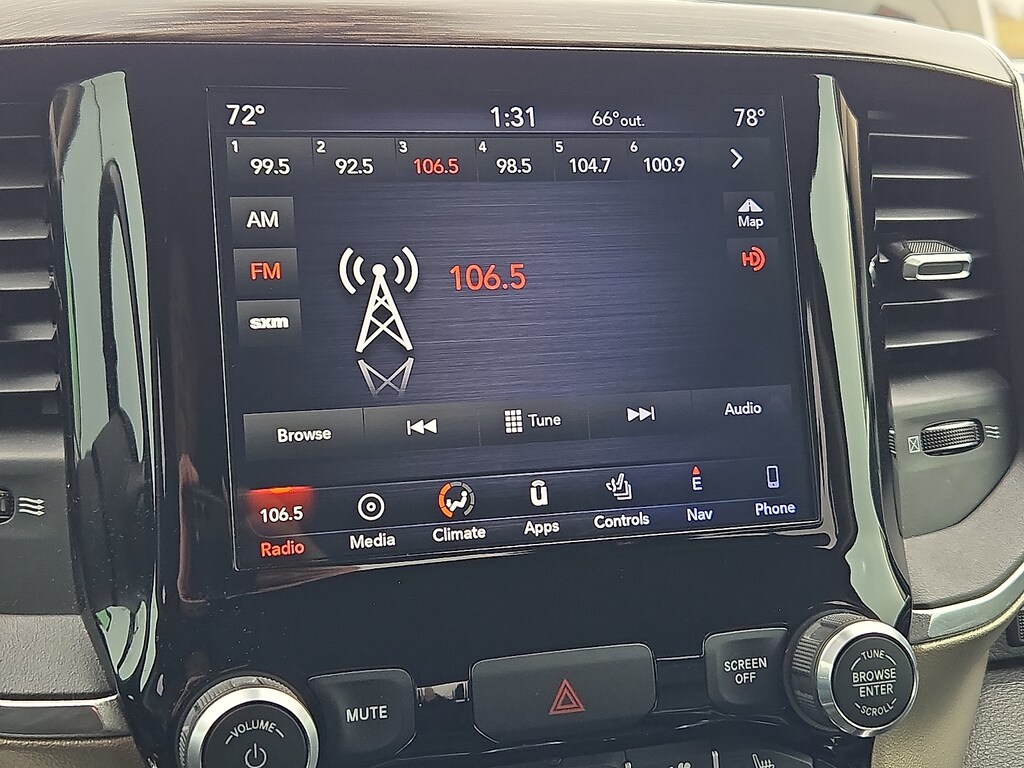 72° 1:31 66°out. 78°
1 2 3 4 5 6
99.5 92.5 106.5 98.5 104.7 100.9
AM
Map
FM
106.5
HD
sxm
Browse Tune Audio
106.5 E
Radio Media Climate Apps Controls Nav Phone
VOLUME
MUTE
SCREEN
OFF
TUNE
BROWSE
ENTER
SCROLL